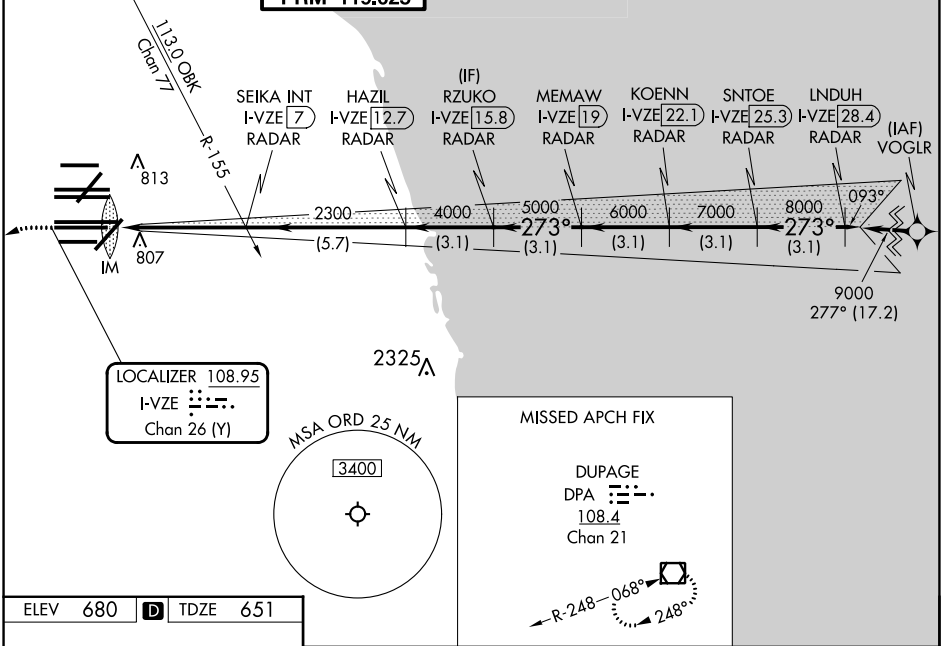 PRM 119.625
113.0 OBK
Chan 77
R-155
SEIKA INT
I-VZE 7
RADAR
HAZIL
I-VZE 12.7
RADAR
(IF)
RZUKO
I-VZE 15.8
RADAR
MEMAW
I-VZE 19
RADAR
KOENN
I-VZE 22.1
RADAR
SNTOE
I-VZE 25.3
RADAR
LNDUH
I-VZE 28.4
RADAR
(IAF)
VOGLR
813
807
IM
2300
4000
5000
6000
7000
8000
093°
273°
273°
(5.7)
(3.1)
(3.1)
(3.1)
(3.1)
(3.1)
9000
277° (17.2)
2325
LOCALIZER 108.95
I-VZE
Chan 26 (Y)
MSA ORD 25 NM
3400
MISSED APCH FIX
DUPAGE
DPA
108.4
Chan 21
R-248
068°
248°
ELEV 680 D TDZE 651